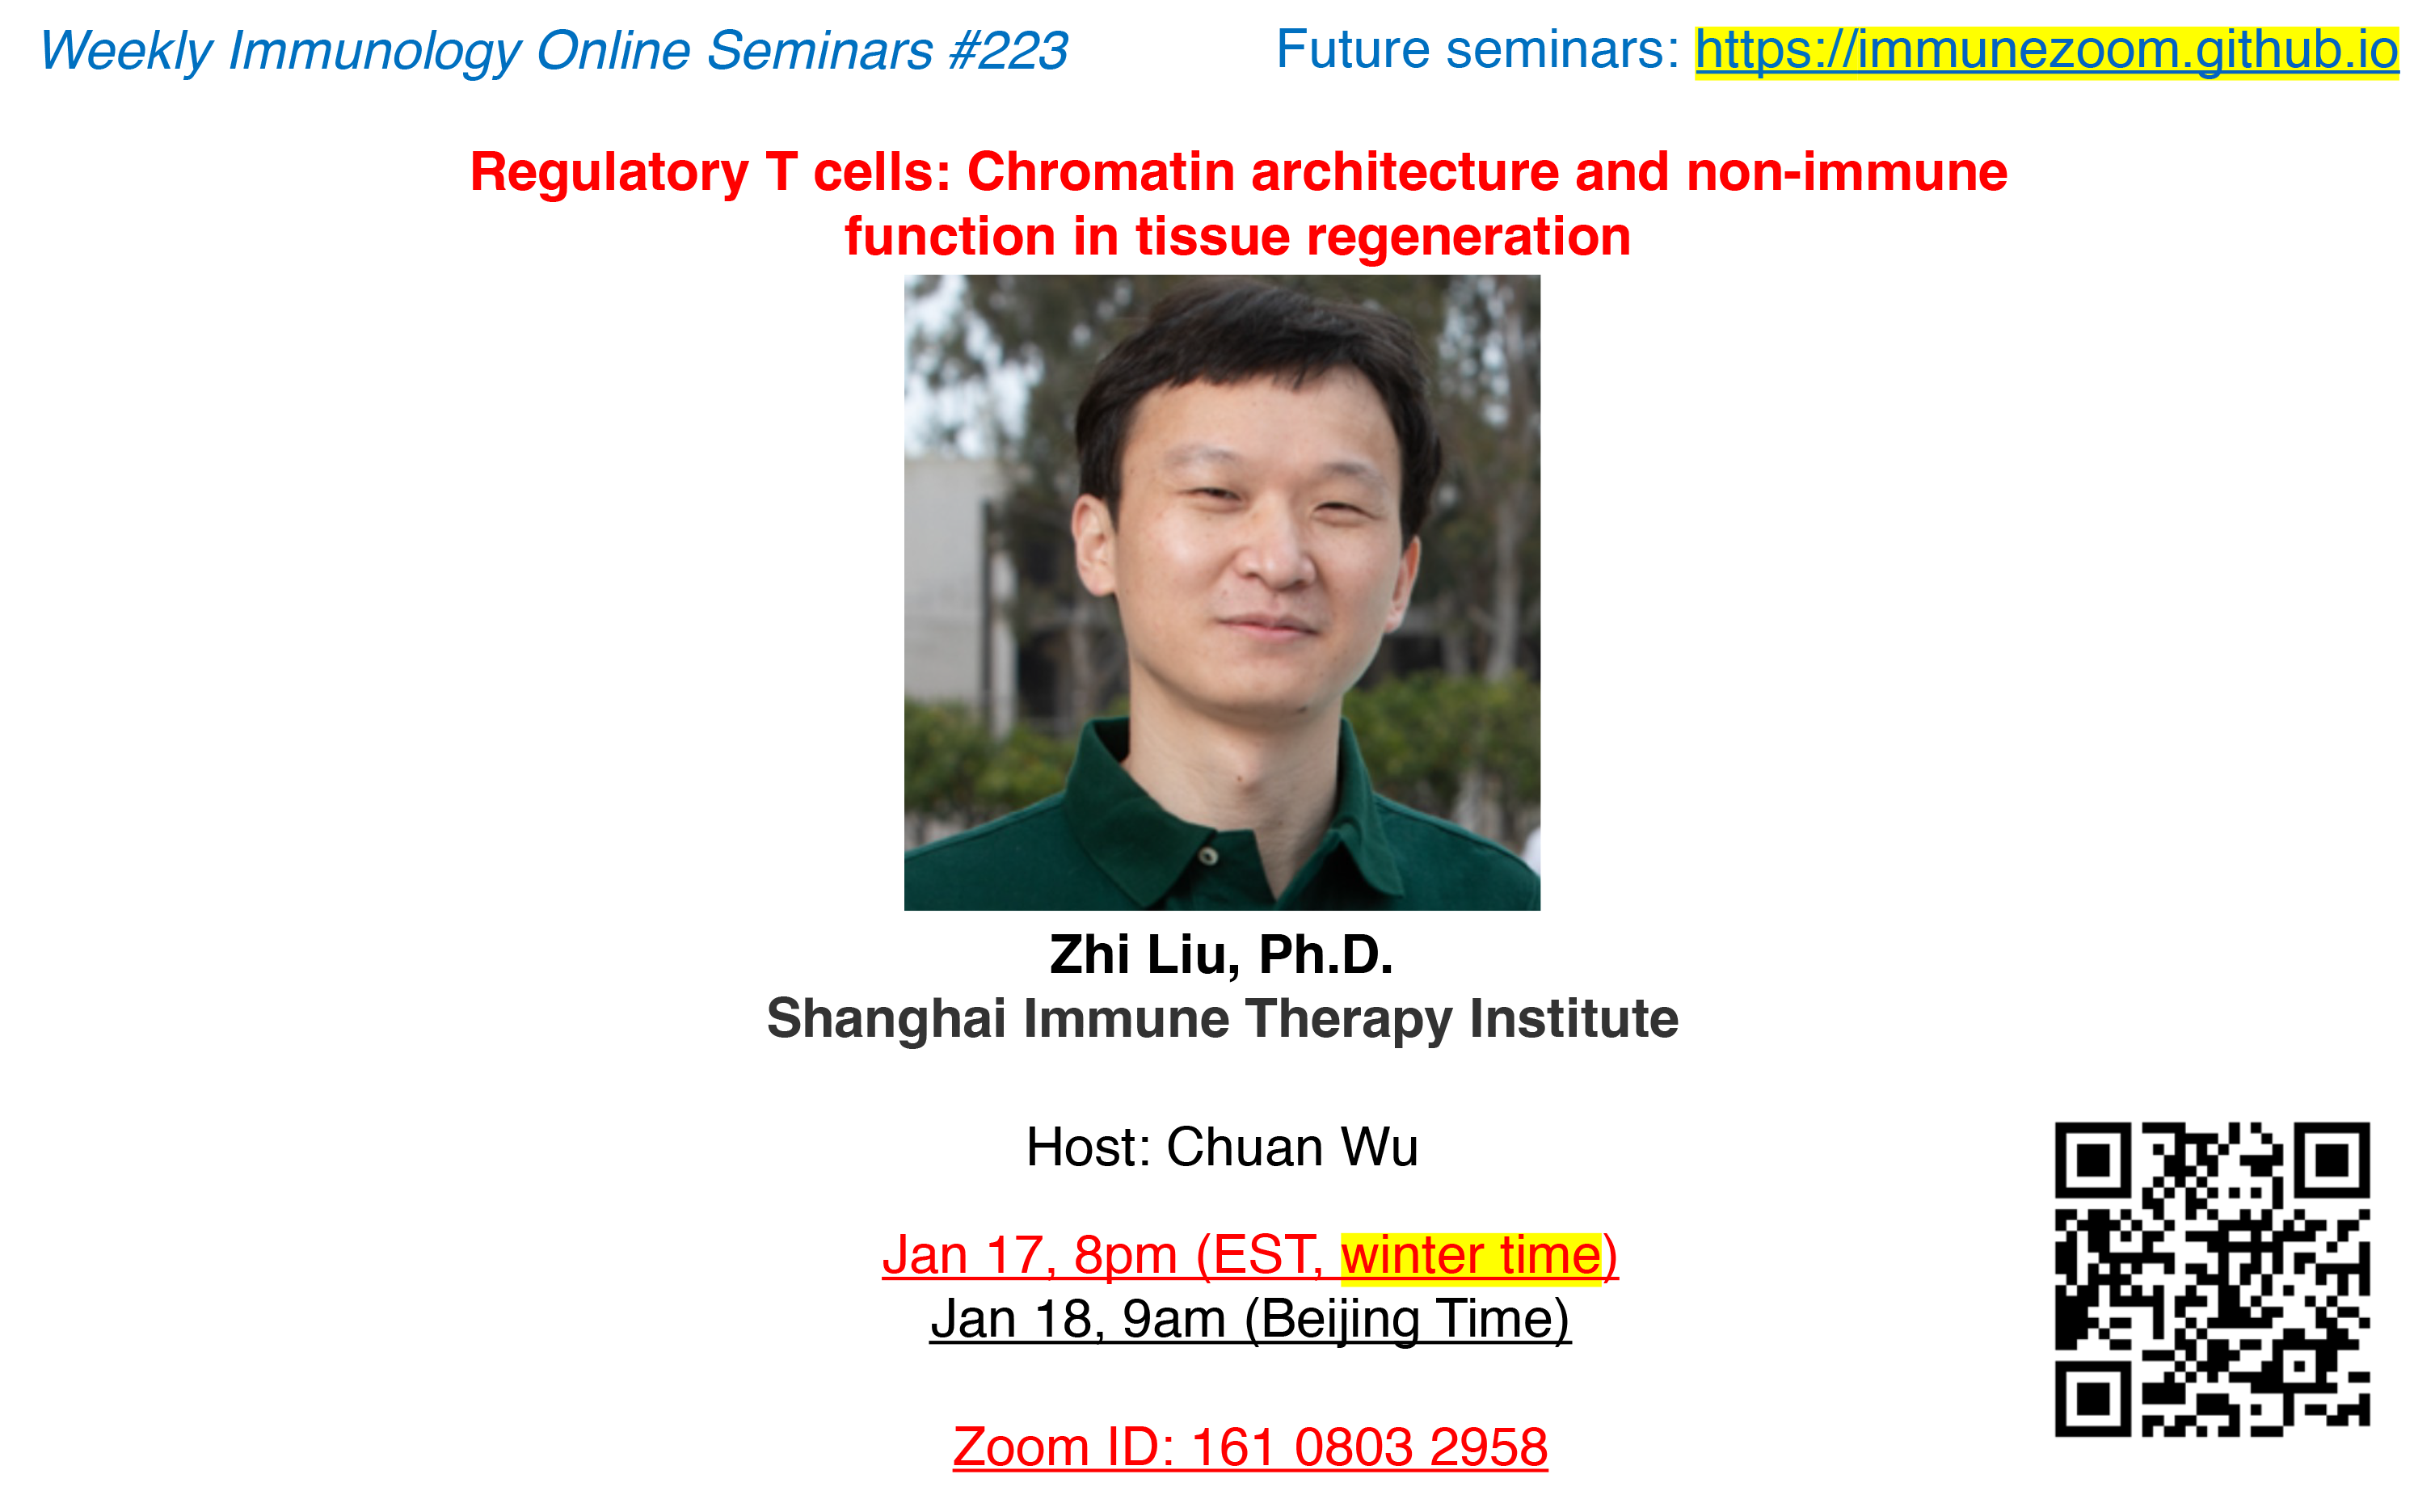 Weekly Immunology Online Seminars #223
Future seminars: https://immunezoom.github.io
Regulatory T cells: Chromatin architecture and non-immune
function in tissue regeneration
Zhi Liu, Ph.D.
Shanghai Immune Therapy Institute
Host: Chuan Wu
Jan 17, 8pm (EST, winter time)
Jan 18, 9am (Beijing Time)
Zoom ID: 161 0803 2958